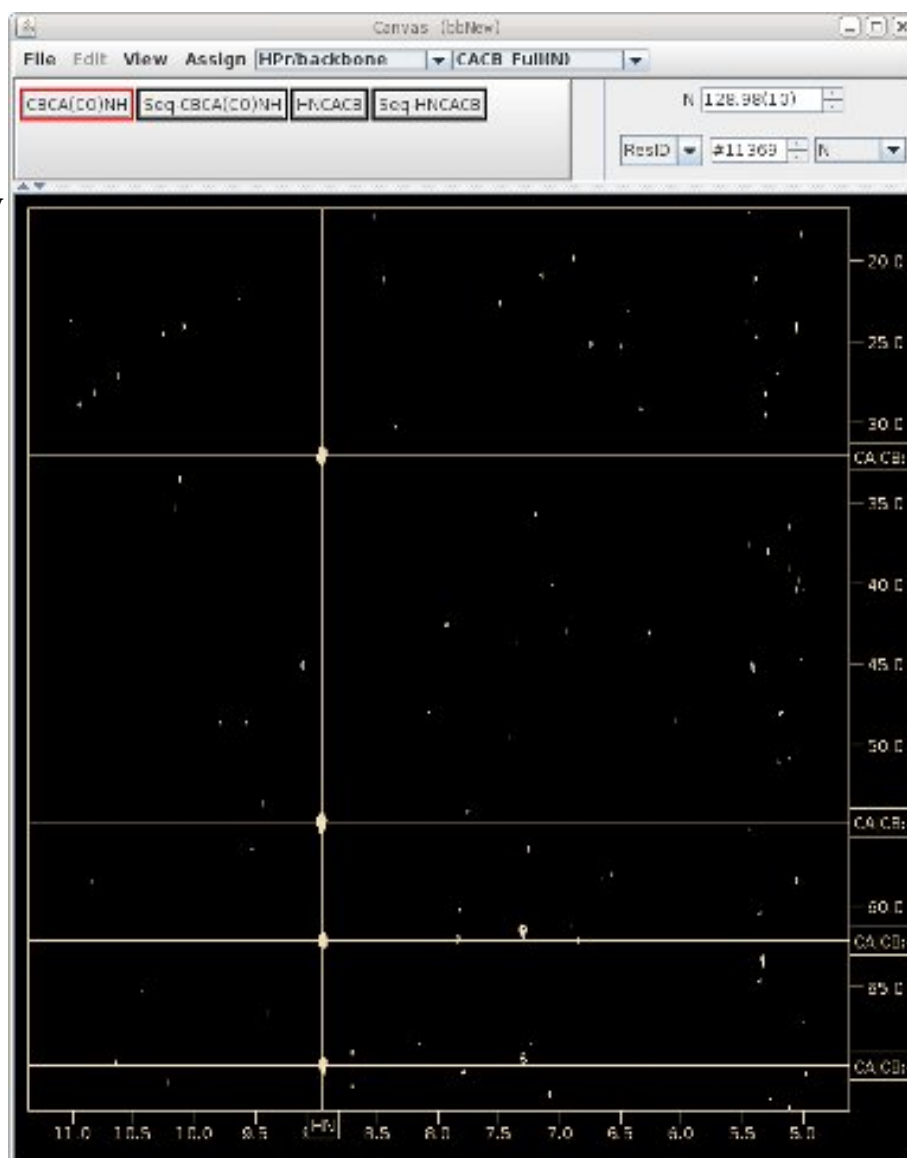 Canvas (bbNew)
File Edit View Assign HPr/backbone CACB Full(N)
CBCA(CO)NH Seq-CBCA(CO)NH HNCACB Seq-HNCACB
N 128.98(10)
ResID #11369 N
20.0
25.0
30.0
CA CB:
35.0
40.0
45.0
50.0
CA CB:
60.0
CA CB:
65.0
CA CB:
11.0 10.5 10.0 9.5 HN 8.5 8.0 7.5 7.0 6.5 6.0 5.5 5.0